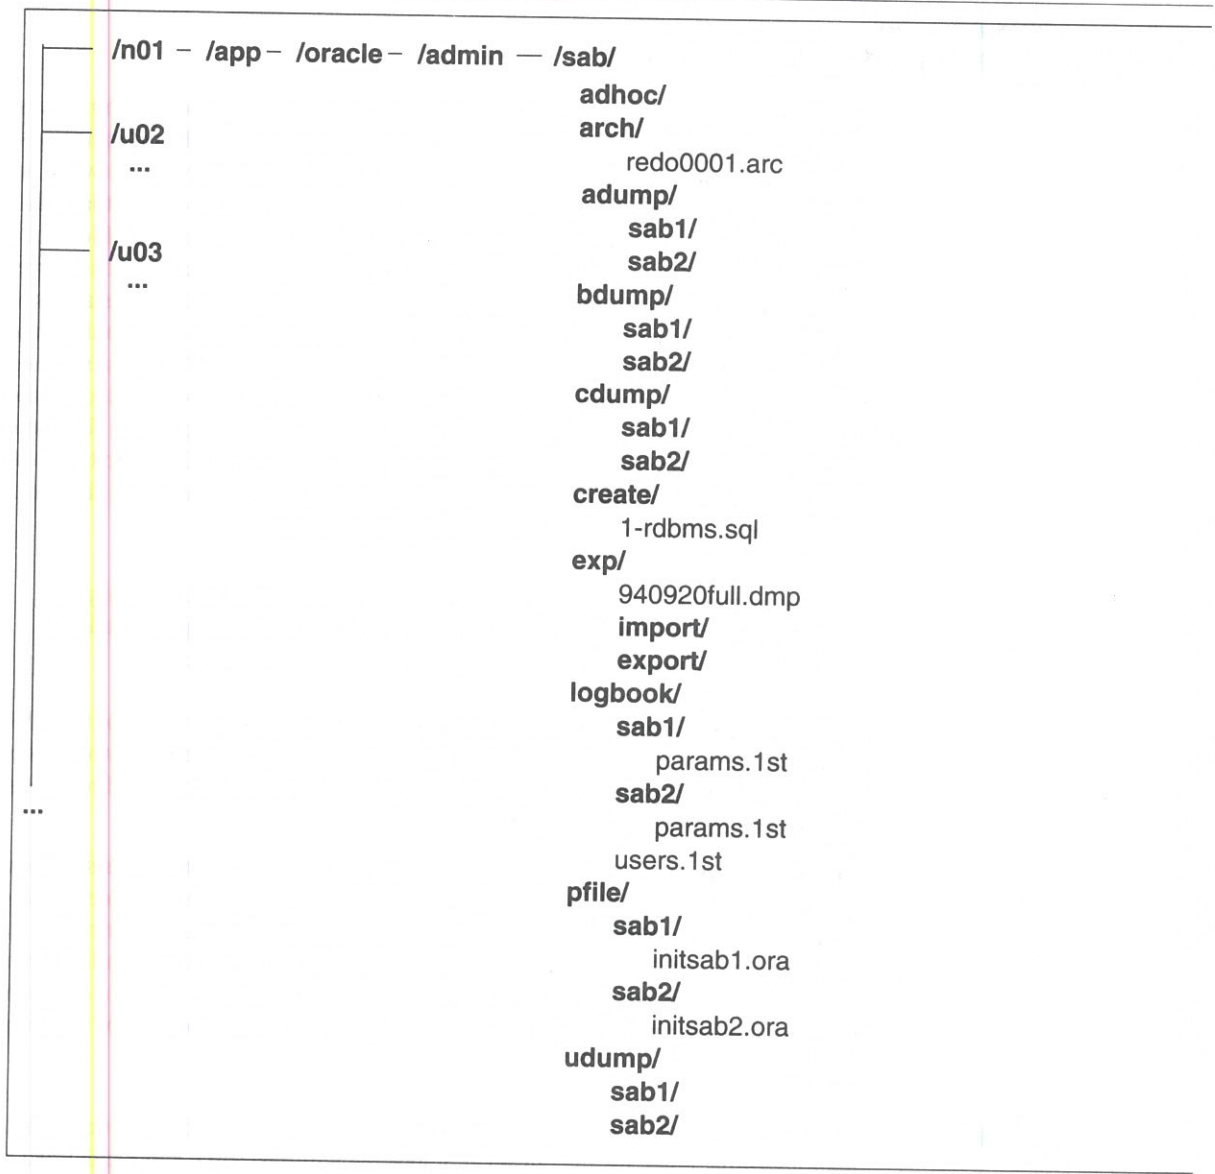 /n01 – /app – /oracle – /admin — /sab/
adhoc/
arch/
/u02
...
redo0001.arc
adump/
sab1/
/u03
sab2/
...
bdump/
sab1/
sab2/
cdump/
sab1/
sab2/
create/
1-rdbms.sql
exp/
940920full.dmp
import/
export/
logbook/
sab1/
params.1st
sab2/
...
params.1st
users.1st
pfile/
sab1/
initsab1.ora
sab2/
initsab2.ora
udump/
sab1/
sab2/